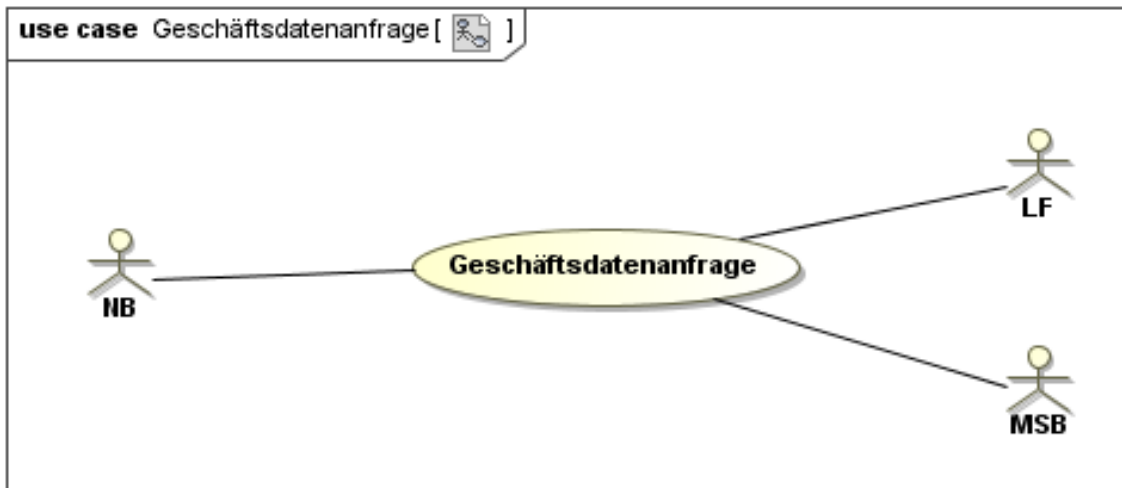 use case Geschäftsdatenanfrage [ ]
LF
Geschäftsdatenanfrage
NB
MSB